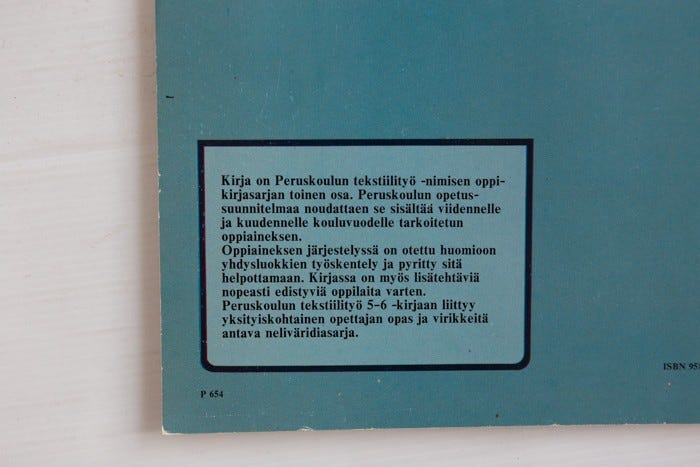 Kirja on Peruskoulun tekstiilityö -nimisen oppi-
kirjasarjan toinen osa. Peruskoulun opetus-
suunnitelmaa noudattaen se sisältää viidennelle
ja kuudennelle kouluvuodelle tarkoitetun
oppiaineksen.
Oppiaineksen järjestelyssä on otettu huomioon
yhdysluokkien työskentely ja pyritty sitä
helpottamaan. Kirjassa on myös lisätehtäviä
nopeasti edistyviä oppilaita varten.
Peruskoulun tekstiilityö 5-6 -kirjaan liittyy
yksityiskohtainen opettajan opas ja virikkeitä
antava neliväridiasarja.
P 654
ISBN